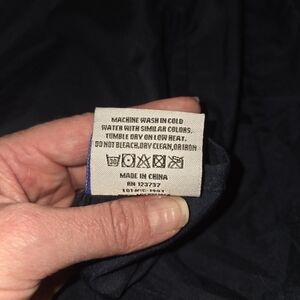 MACHINE WASH IN COLD
WATER WITH SIMILAR COLORS.
TUMBLE DRY ON LOW HEAT.
DO NOT BLEACH, DRY CLEAN, OR IRON
MADE IN CHINA
RN 123737